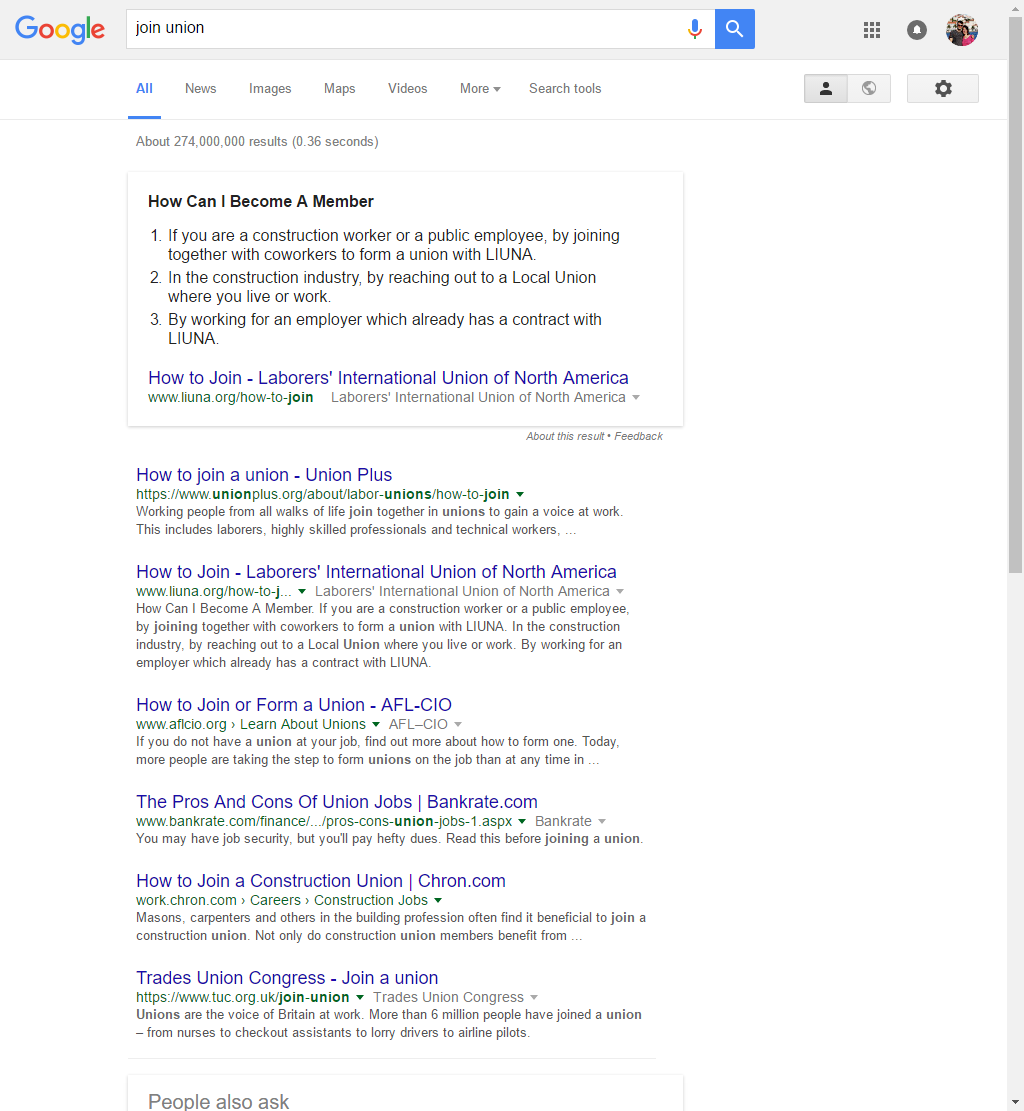 Google
join union
All News Images Maps Videos More Search tools
About 274,000,000 results (0.36 seconds)
How Can I Become A Member
1. If you are a construction worker or a public employee, by joining
together with coworkers to form a union with LIUNA.
2. In the construction industry, by reaching out to a Local Union
where you live or work.
3. By working for an employer which already has a contract with
LIUNA.
How to Join - Laborers' International Union of North America
www.liuna.org/how-to-join Laborers' International Union of North America
About this result • Feedback
How to join a union - Union Plus
https://www.unionplus.org/about/labor-unions/how-to-join
Working people from all walks of life join together in unions to gain a voice at work.
This includes laborers, highly skilled professionals and technical workers, ...
How to Join - Laborers' International Union of North America
www.liuna.org/how-to-j... Laborers' International Union of North America
How Can I Become A Member. If you are a construction worker or a public employee,
by joining together with coworkers to form a union with LIUNA. In the construction
industry, by reaching out to a Local Union where you live or work. By working for an
employer which already has a contract with LIUNA.
How to Join or Form a Union - AFL-CIO
www.aflcio.org › Learn About Unions AFL–CIO
If you do not have a union at your job, find out more about how to form one. Today,
more people are taking the step to form unions on the job than at any time in ...
The Pros And Cons Of Union Jobs | Bankrate.com
www.bankrate.com/finance/.../pros-cons-union-jobs-1.aspx Bankrate
You may have job security, but you'll pay hefty dues. Read this before joining a union.
How to Join a Construction Union | Chron.com
work.chron.com › Careers › Construction Jobs
Masons, carpenters and others in the building profession often find it beneficial to join a
construction union. Not only do construction union members benefit from ...
Trades Union Congress - Join a union
https://www.tuc.org.uk/join-union Trades Union Congress
Unions are the voice of Britain at work. More than 6 million people have joined a union
– from nurses to checkout assistants to lorry drivers to airline pilots.
People also ask